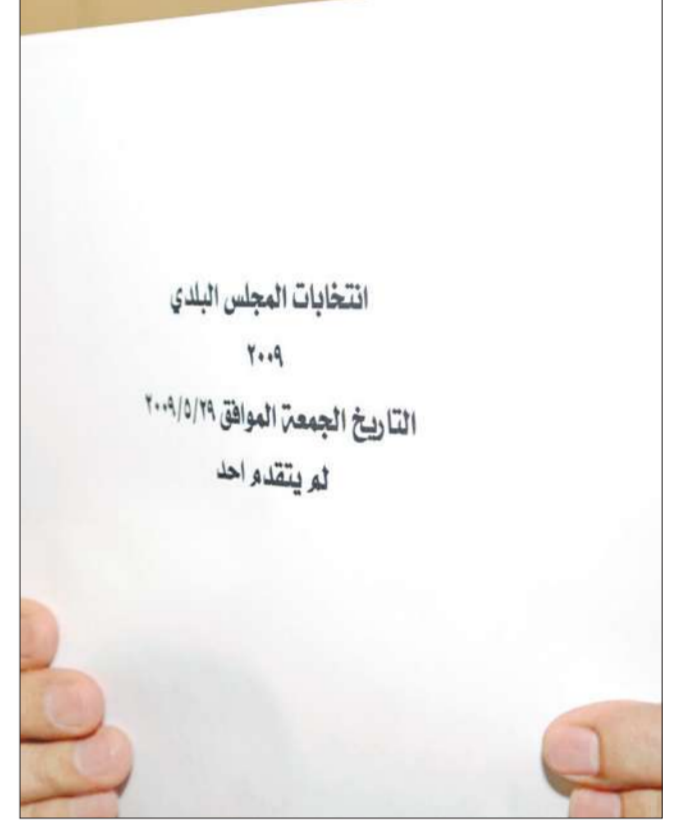 انتخابات المجلس البلدي
٢٠٠٩
التاريخ الجمعة الموافق ٢٠٠٩/٥/٢٩
لم يتقدم احد